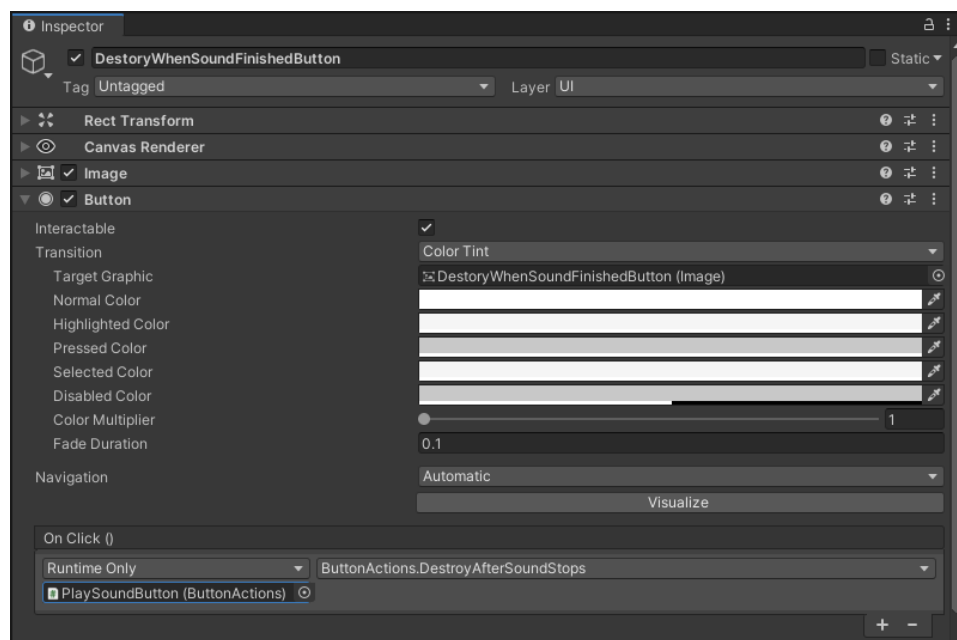 Inspector
DestoryWhenSoundFinishedButton Static
Tag Untagged Layer UI
Rect Transform
Canvas Renderer
Image
Button
Interactable
Transition Color Tint
Target Graphic DestoryWhenSoundFinishedButton (Image)
Normal Color
Highlighted Color
Pressed Color
Selected Color
Disabled Color
Color Multiplier 1
Fade Duration 0.1
Navigation Automatic
Visualize
On Click ()
Runtime Only ButtonActions.DestroyAfterSoundStops
PlaySoundButton (ButtonActions)